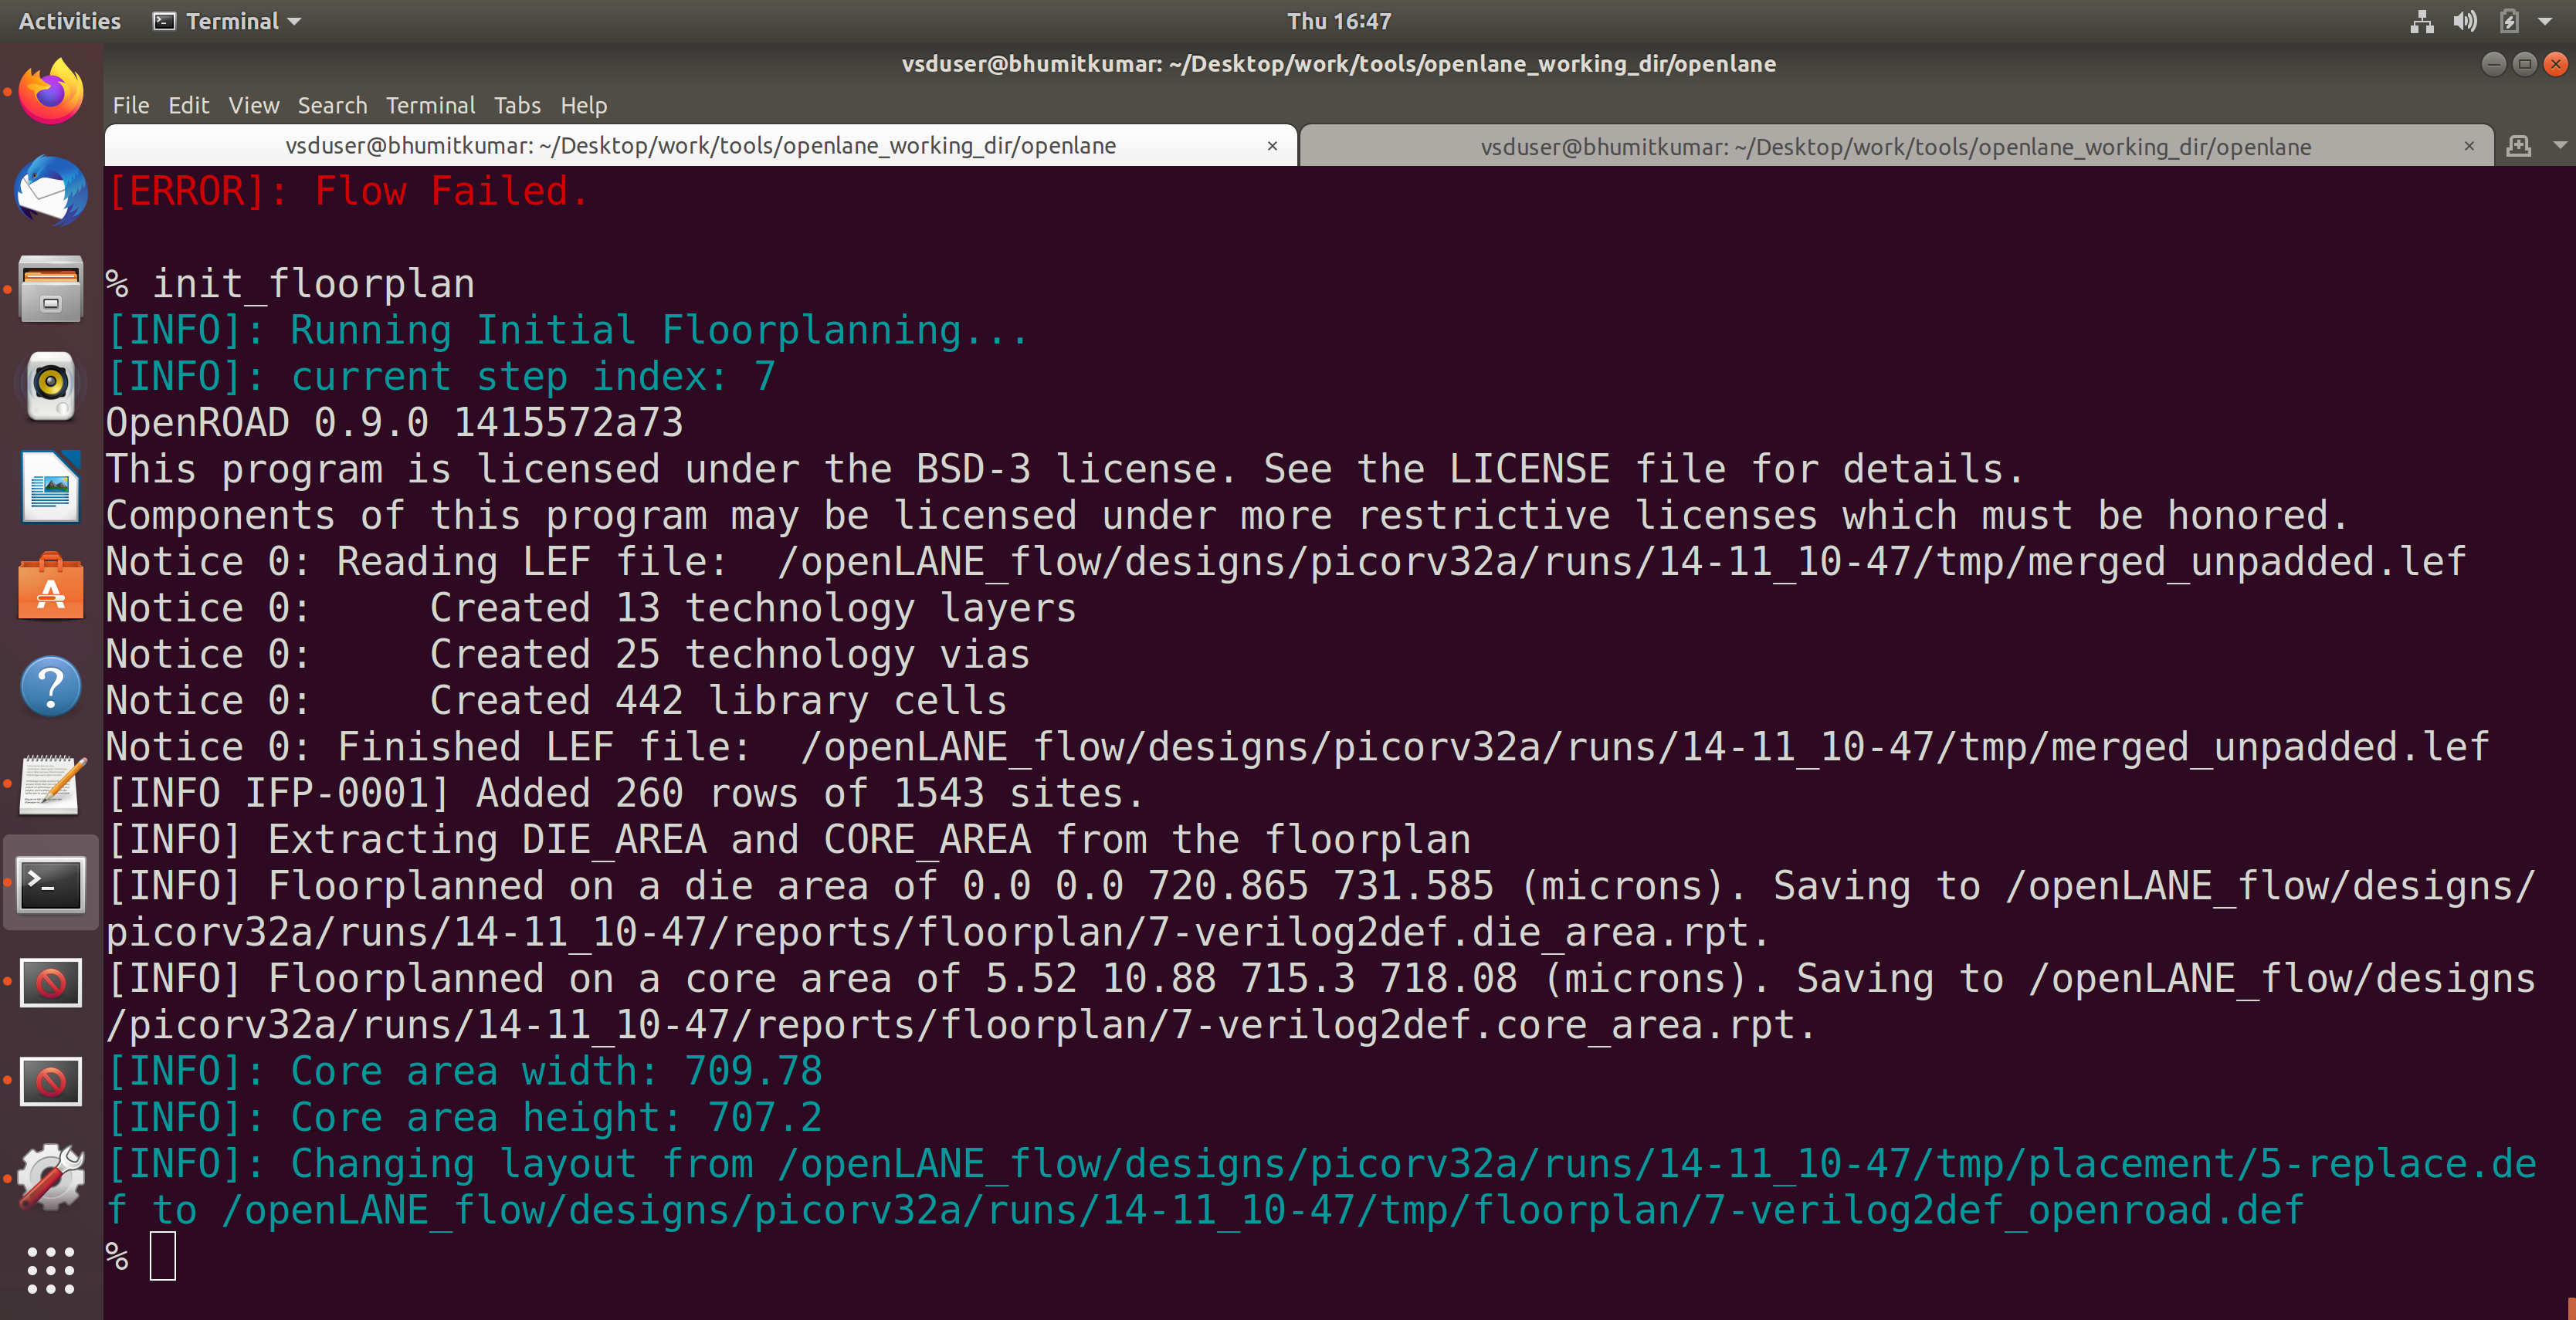 Activities Terminal Thu 16:47
vsduser@bhumitkumar: ~/Desktop/work/tools/openlane_working_dir/openlane
File Edit View Search Terminal Tabs Help
vsduser@bhumitkumar: ~/Desktop/work/tools/openlane_working_dir/openlane × vsduser@bhumitkumar: ~/Desktop/work/tools/openlane_working_dir/openlane ×
[ERROR]: Flow Failed.
% init_floorplan
[INFO]: Running Initial Floorplanning...
[INFO]: current step index: 7
OpenROAD 0.9.0 1415572a73
This program is licensed under the BSD-3 license. See the LICENSE file for details.
Components of this program may be licensed under more restrictive licenses which must be honored.
Notice 0: Reading LEF file:  /openLANE_flow/designs/picorv32a/runs/14-11_10-47/tmp/merged_unpadded.lef
Notice 0:     Created 13 technology layers
Notice 0:     Created 25 technology vias
Notice 0:     Created 442 library cells
Notice 0: Finished LEF file:  /openLANE_flow/designs/picorv32a/runs/14-11_10-47/tmp/merged_unpadded.lef
[INFO IFP-0001] Added 260 rows of 1543 sites.
[INFO] Extracting DIE_AREA and CORE_AREA from the floorplan
[INFO] Floorplanned on a die area of 0.0 0.0 720.865 731.585 (microns). Saving to /openLANE_flow/designs/
picorv32a/runs/14-11_10-47/reports/floorplan/7-verilog2def.die_area.rpt.
[INFO] Floorplanned on a core area of 5.52 10.88 715.3 718.08 (microns). Saving to /openLANE_flow/designs
/picorv32a/runs/14-11_10-47/reports/floorplan/7-verilog2def.core_area.rpt.
[INFO]: Core area width: 709.78
[INFO]: Core area height: 707.2
[INFO]: Changing layout from /openLANE_flow/designs/picorv32a/runs/14-11_10-47/tmp/placement/5-replace.de
f to /openLANE_flow/designs/picorv32a/runs/14-11_10-47/tmp/floorplan/7-verilog2def_openroad.def
%